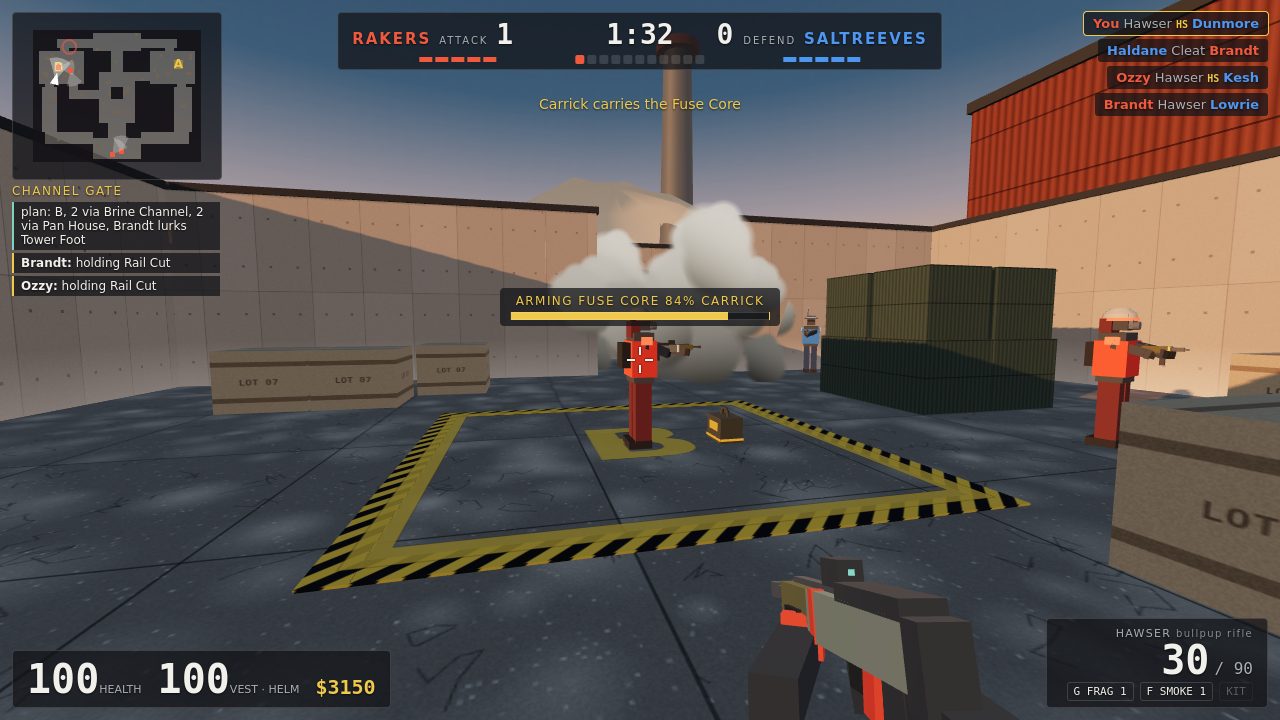 RAKERS ATTACK 1 1:32 0 DEFEND SALTREEVES
You Hawser HS Dunmore
Haldane Cleat Brandt
Ozzy Hawser HS Kesh
Brandt Hawser Lowrie
B
A
Carrick carries the Fuse Core
CHANNEL GATE
plan: B, 2 via Brine Channel, 2
via Pan House, Brandt lurks
Tower Foot
Brandt: holding Rail Cut
Ozzy: holding Rail Cut
ARMING FUSE CORE 84% CARRICK
LOT 07
LOT 07
LOT 07
B
LOT
100 HEALTH 100 VEST · HELM $3150
HAWSER bullpup rifle
30 / 90
G FRAG 1 F SMOKE 1 KIT